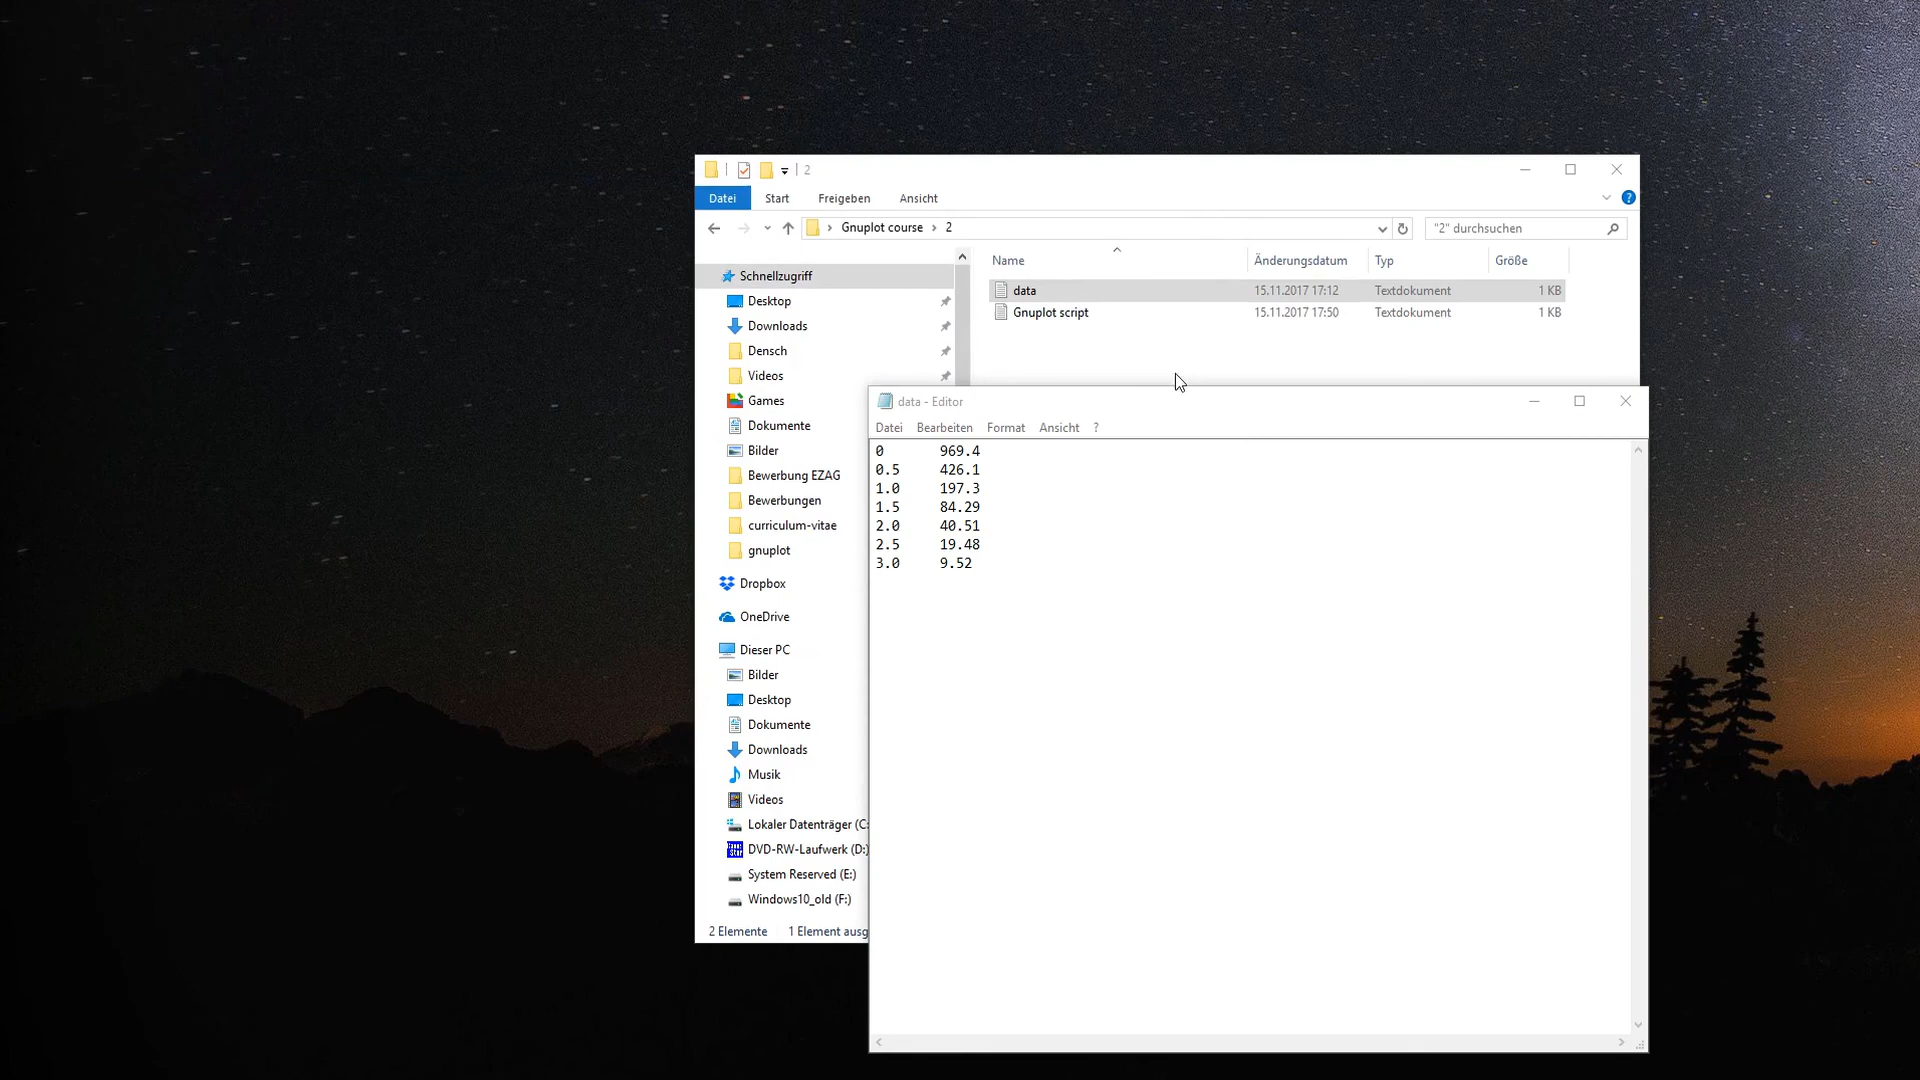 2
Datei Start Freigeben Ansicht
Gnuplot course 2
"2" durchsuchen
Name Änderungsdatum Typ Größe
data 15.11.2017 17:12 Textdokument 1 KB
Gnuplot script 15.11.2017 17:50 Textdokument 1 KB
Schnellzugriff
Desktop
Downloads
Densch
Videos
Games
Dokumente
Bilder
Bewerbung EZAG
Bewerbungen
curriculum-vitae
gnuplot
Dropbox
OneDrive
Dieser PC
Bilder
Desktop
Dokumente
Downloads
Musik
Videos
Lokaler Datenträger (C:
DVD-RW-Laufwerk (D:)
System Reserved (E:)
Windows10_old (F:)
2 Elemente 1 Element ausg
data - Editor
Datei Bearbeiten Format Ansicht ?
0 969.4
0.5 426.1
1.0 197.3
1.5 84.29
2.0 40.51
2.5 19.48
3.0 9.52